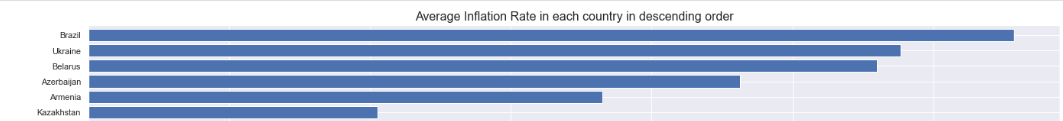 Average Inflation Rate in each country in descending order
Brazil
Ukraine
Belarus
Azerbaijan
Armenia
Kazakhstan